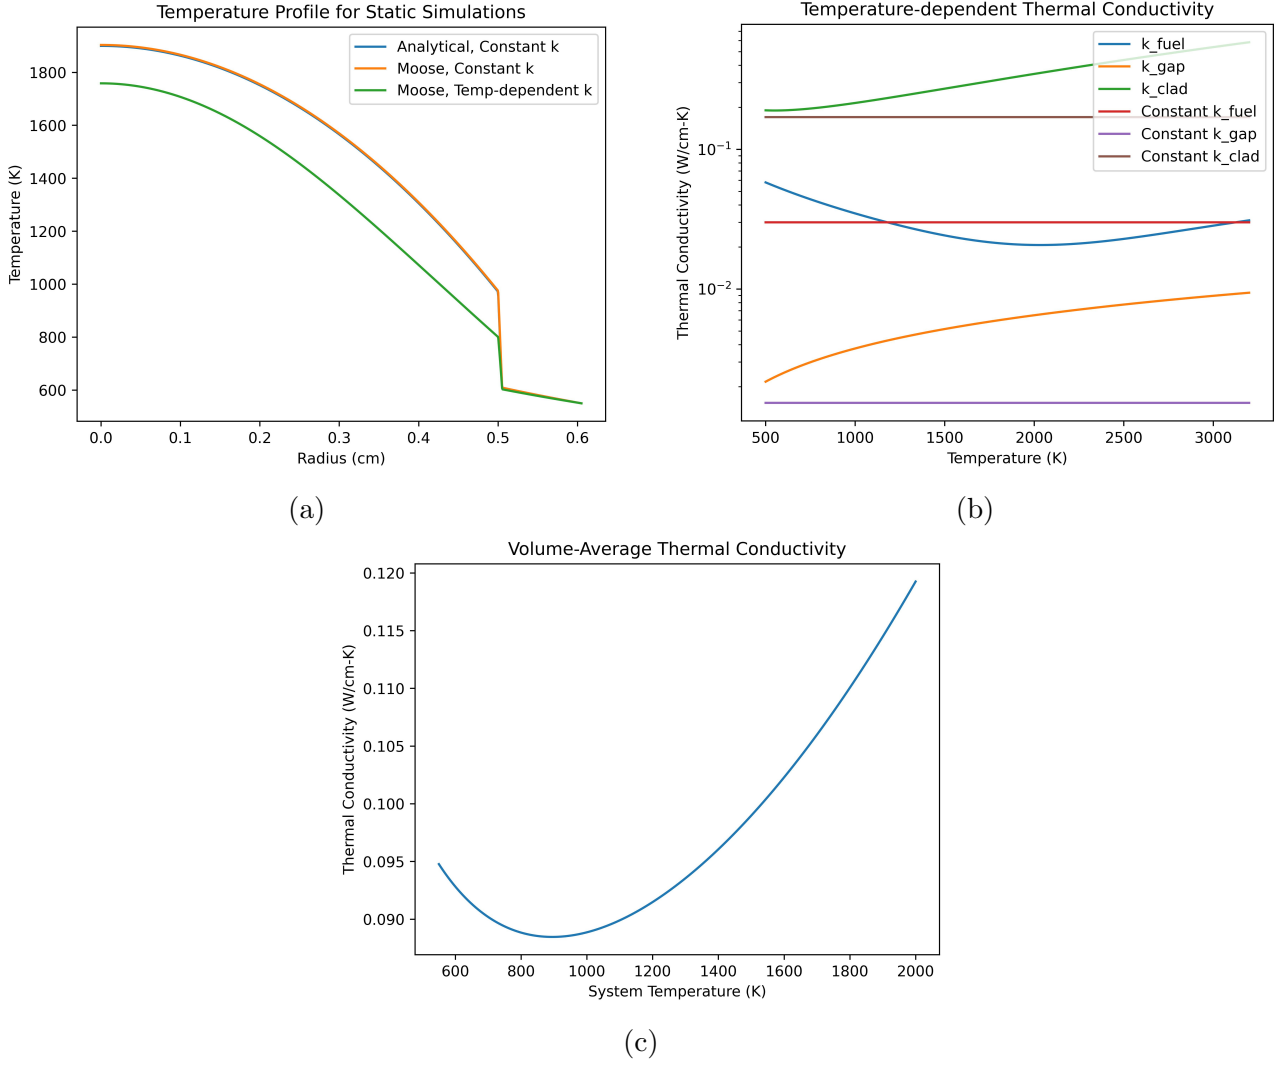 Temperature Profile for Static Simulations
Analytical, Constant k
Moose, Constant k
Moose, Temp-dependent k
Temperature (K)
1800
1600
1400
1200
1000
800
600
0.0 0.1 0.2 0.3 0.4 0.5 0.6
Radius (cm)
(a)
Temperature-dependent Thermal Conductivity
k_fuel
k_gap
k_clad
Constant k_fuel
Constant k_gap
Constant k_clad
Thermal Conductivity (W/cm-K)
10⁻¹
10⁻²
500 1000 1500 2000 2500 3000
Temperature (K)
(b)
Volume-Average Thermal Conductivity
Thermal Conductivity (W/cm-K)
0.120
0.115
0.110
0.105
0.100
0.095
0.090
600 800 1000 1200 1400 1600 1800 2000
System Temperature (K)
(c)